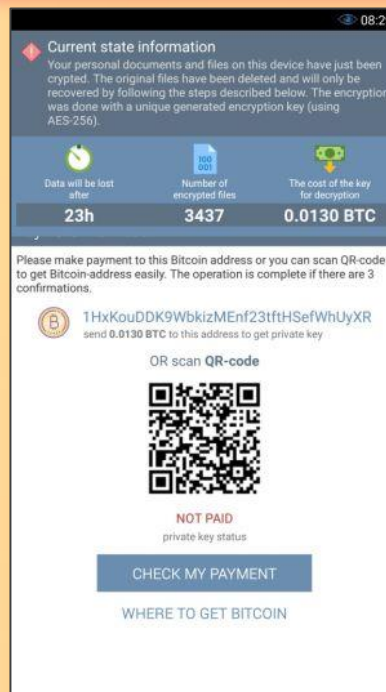 08:2
Current state information
Your personal documents and files on this device have just been
crypted. The original files have been deleted and will only be
recovered by following the steps described below. The encryption
was done with a unique generated encryption key (using
AES-256).
Data will be lost
after
23h
Number of
encrypted files
3437
The cost of the key
for decryption
0.0130 BTC
Please make payment to this Bitcoin address or you can scan QR-code
to get Bitcoin-address easily. The operation is complete if there are 3
confirmations.
1HxKouDDK9WbkizMEnf23tftHSefWhUyXR
send 0.0130 BTC to this address to get private key
OR scan QR-code
NOT PAID
private key status
CHECK MY PAYMENT
WHERE TO GET BITCOIN